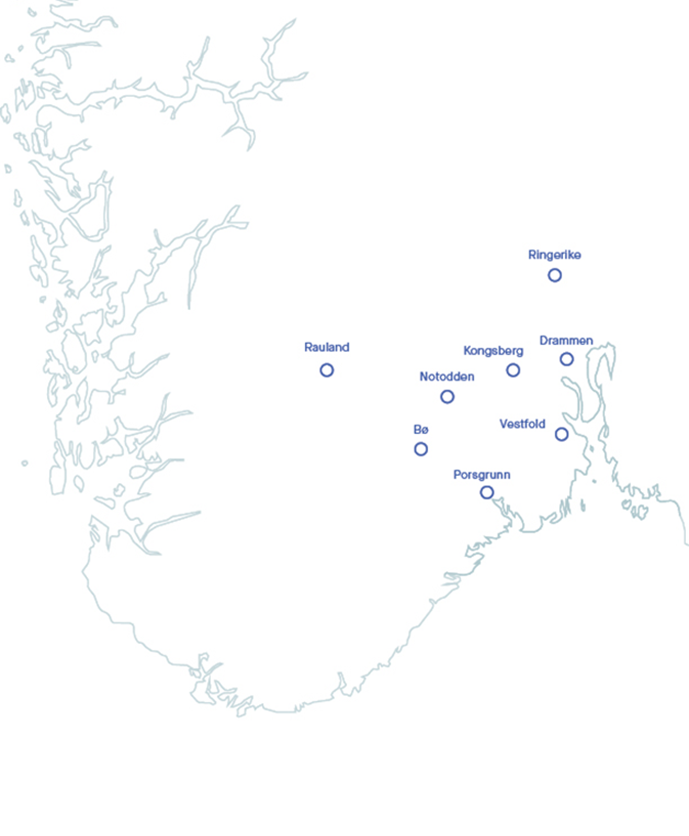 Ringerike
Drammen
Rauland
Kongsberg
Notodden
Vestfold
Bø
Porsgrunn